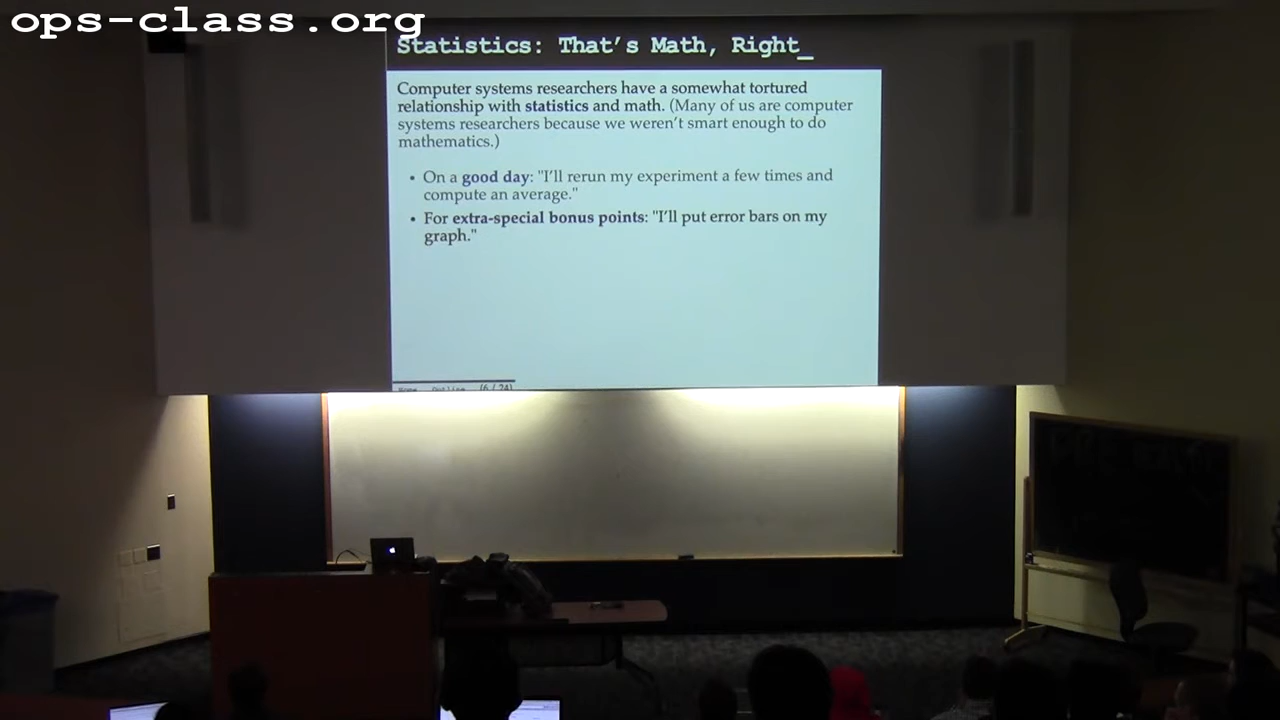 ops-class.org
Statistics: That's Math, Right_
Computer systems researchers have a somewhat tortured
relationship with statistics and math. (Many of us are computer
systems researchers because we weren't smart enough to do
mathematics.)
• On a good day: "I'll rerun my experiment a few times and
compute an average."
• For extra-special bonus points: "I'll put error bars on my
graph."
(6 / 24)